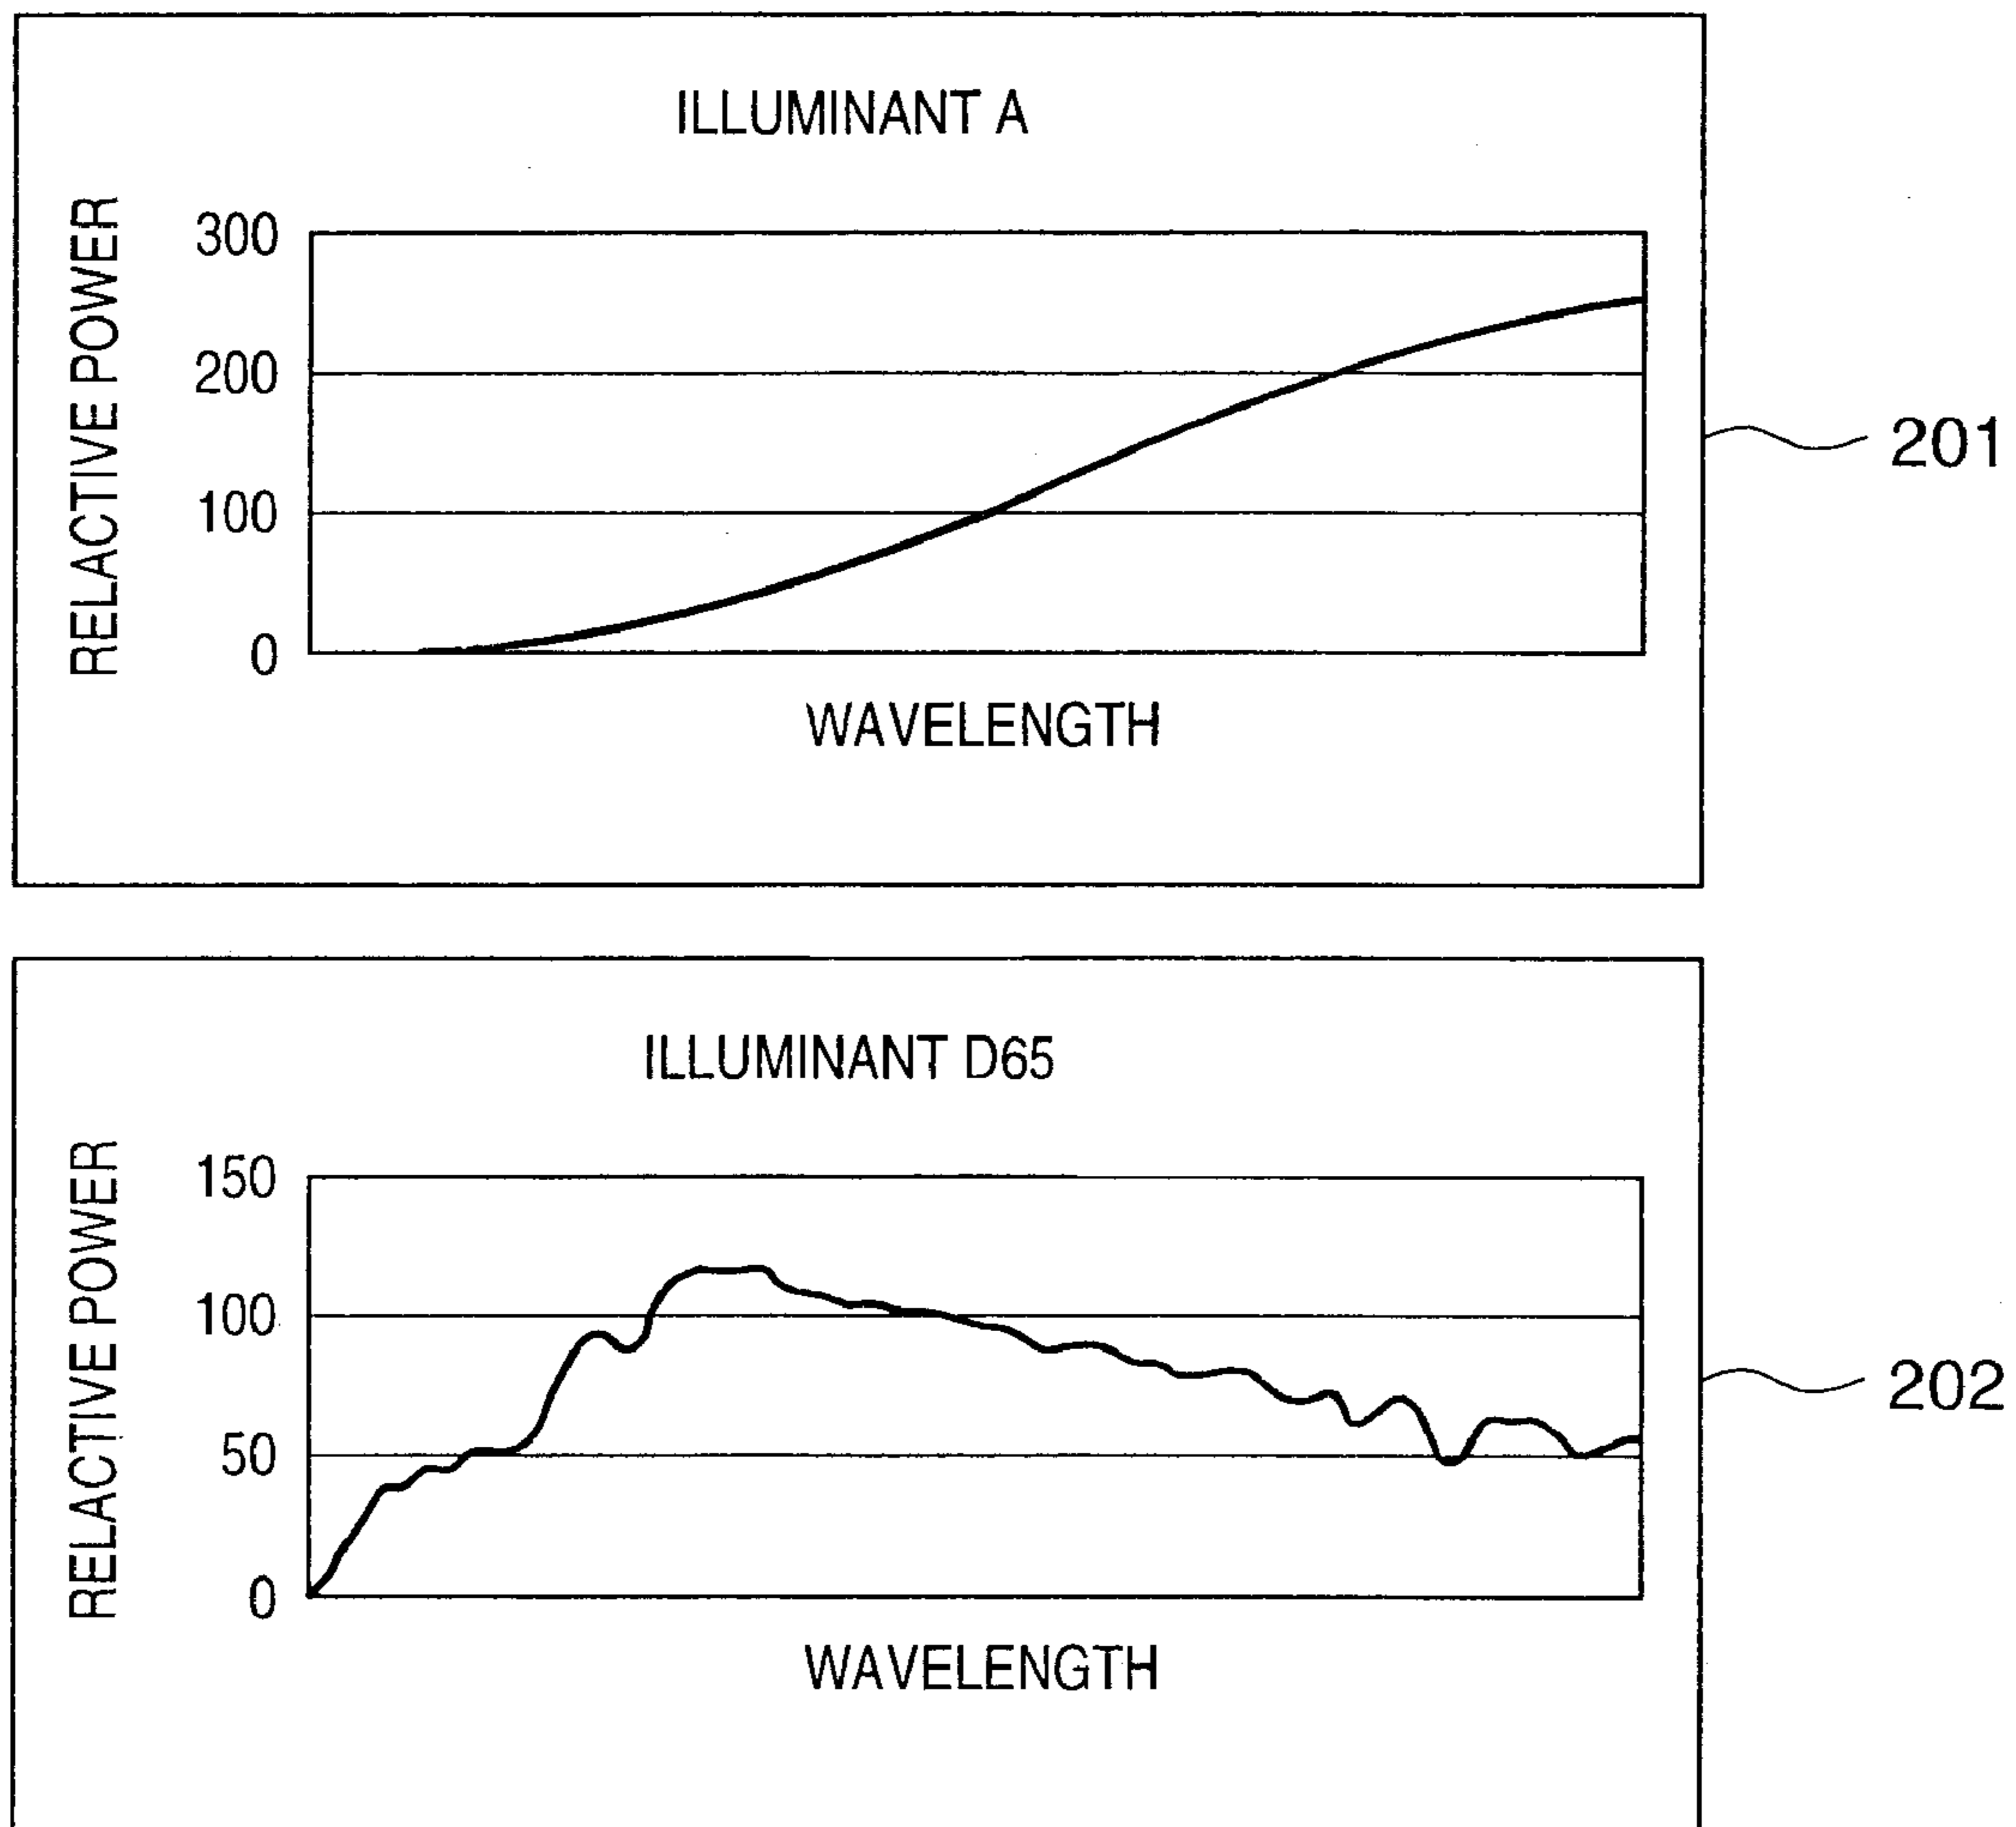 ILLUMINANT A
RELACTIVE POWER
300
200
100
0
WAVELENGTH
201
ILLUMINANT D65
RELACTIVE POWER
150
100
50
0
WAVELENGTH
202